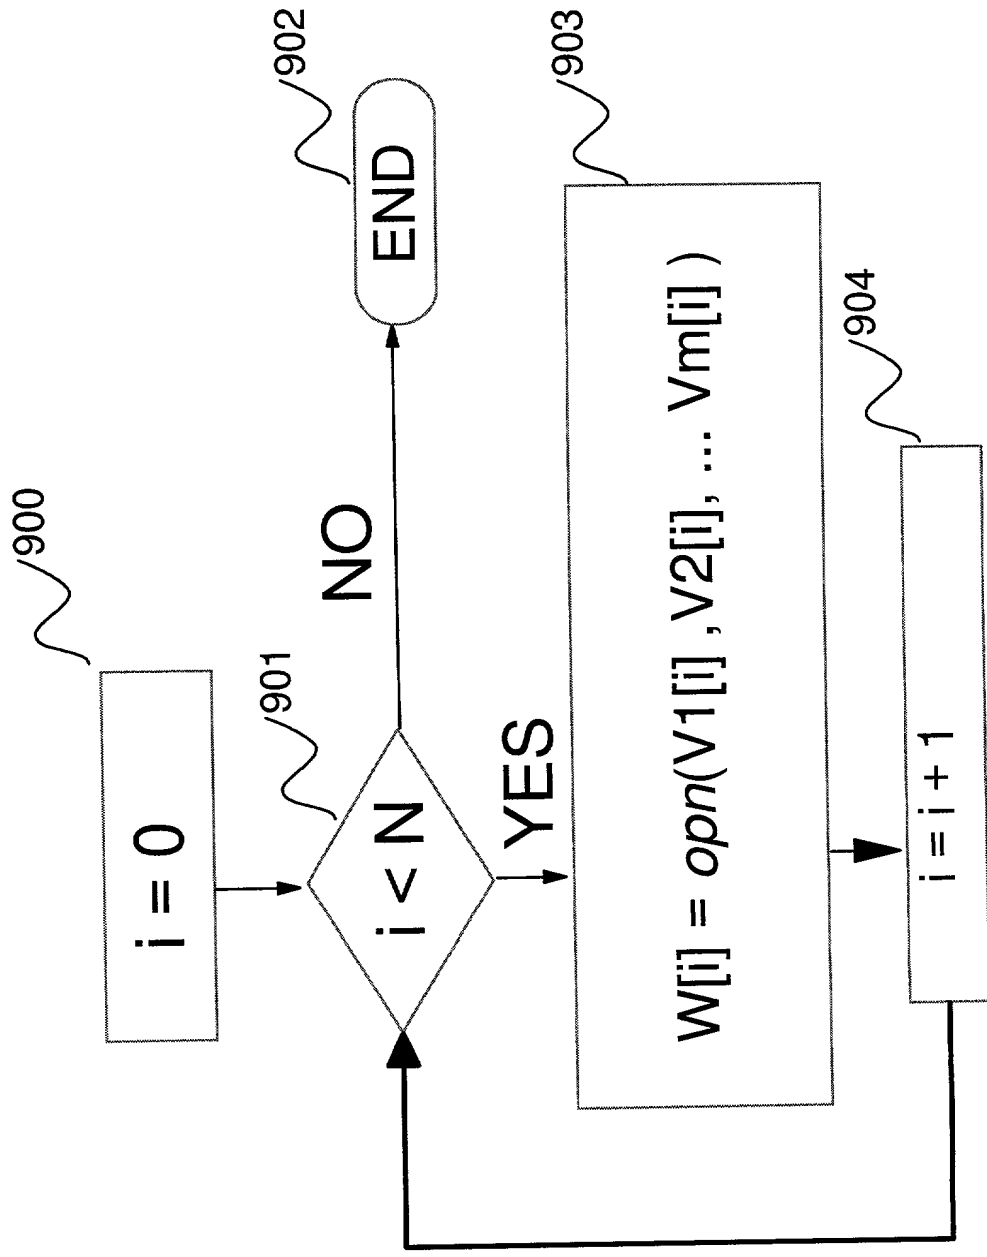 900
i = 0
901
i < N
NO
902
END
YES
903
W[i] = opn(V1[i] ,V2[i], ... Vm[i] )
904
i = i + 1